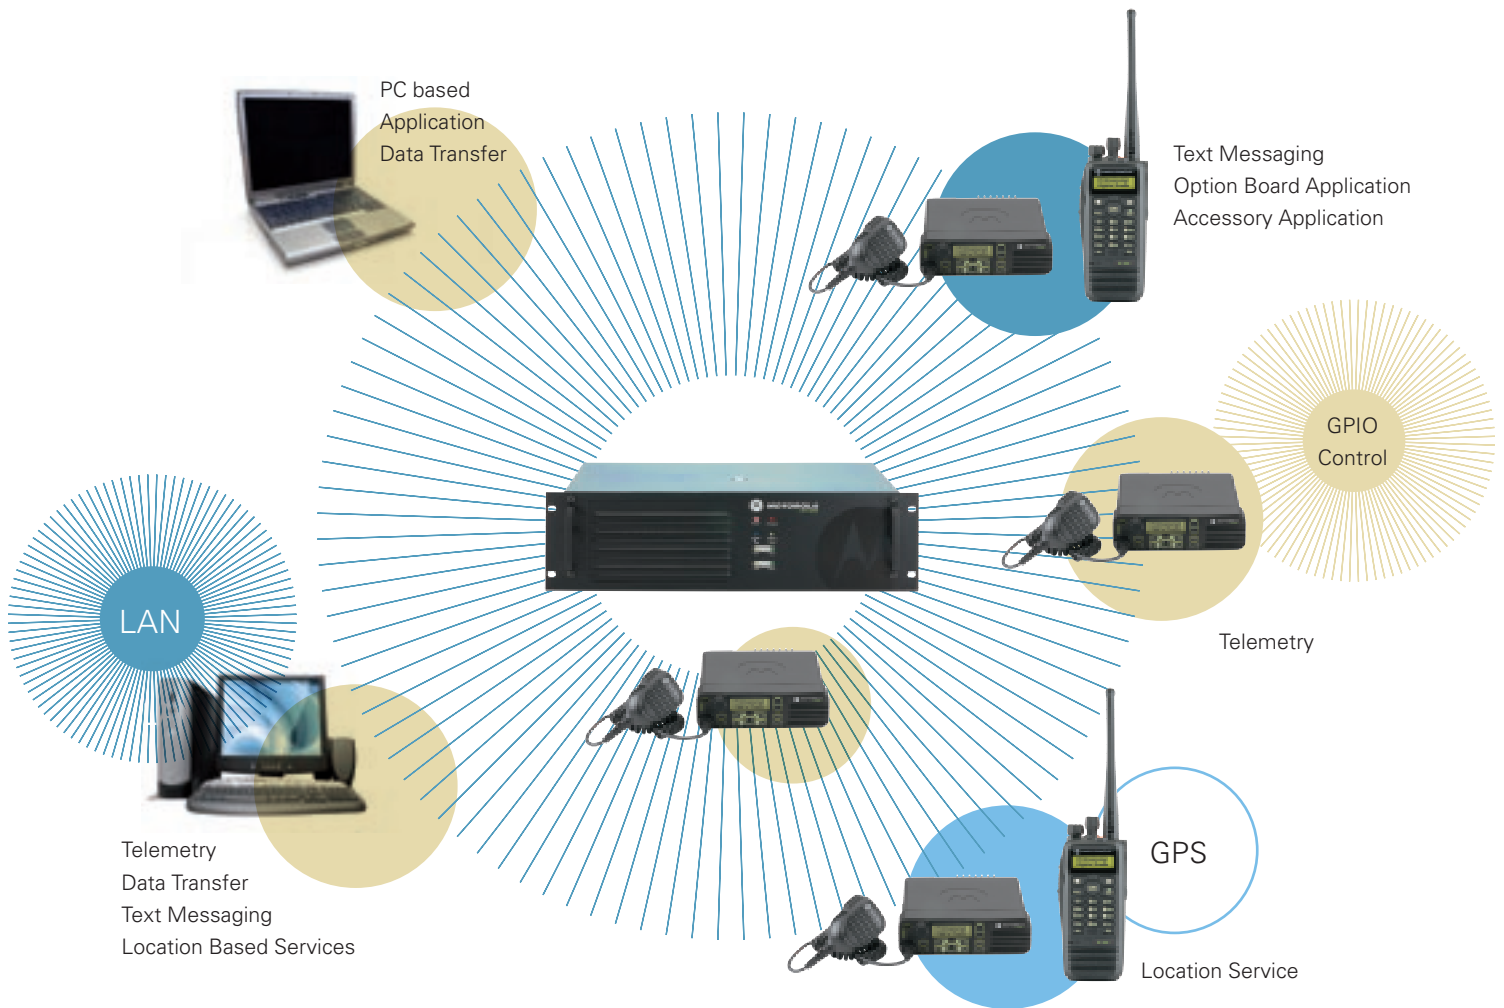 PC based
Application
Data Transfer
Text Messaging
Option Board Application
Accessory Application
GPIO
Control
MOTOROLA
LAN
Telemetry
GPS
Telemetry
Data Transfer
Text Messaging
Location Based Services
Location Service